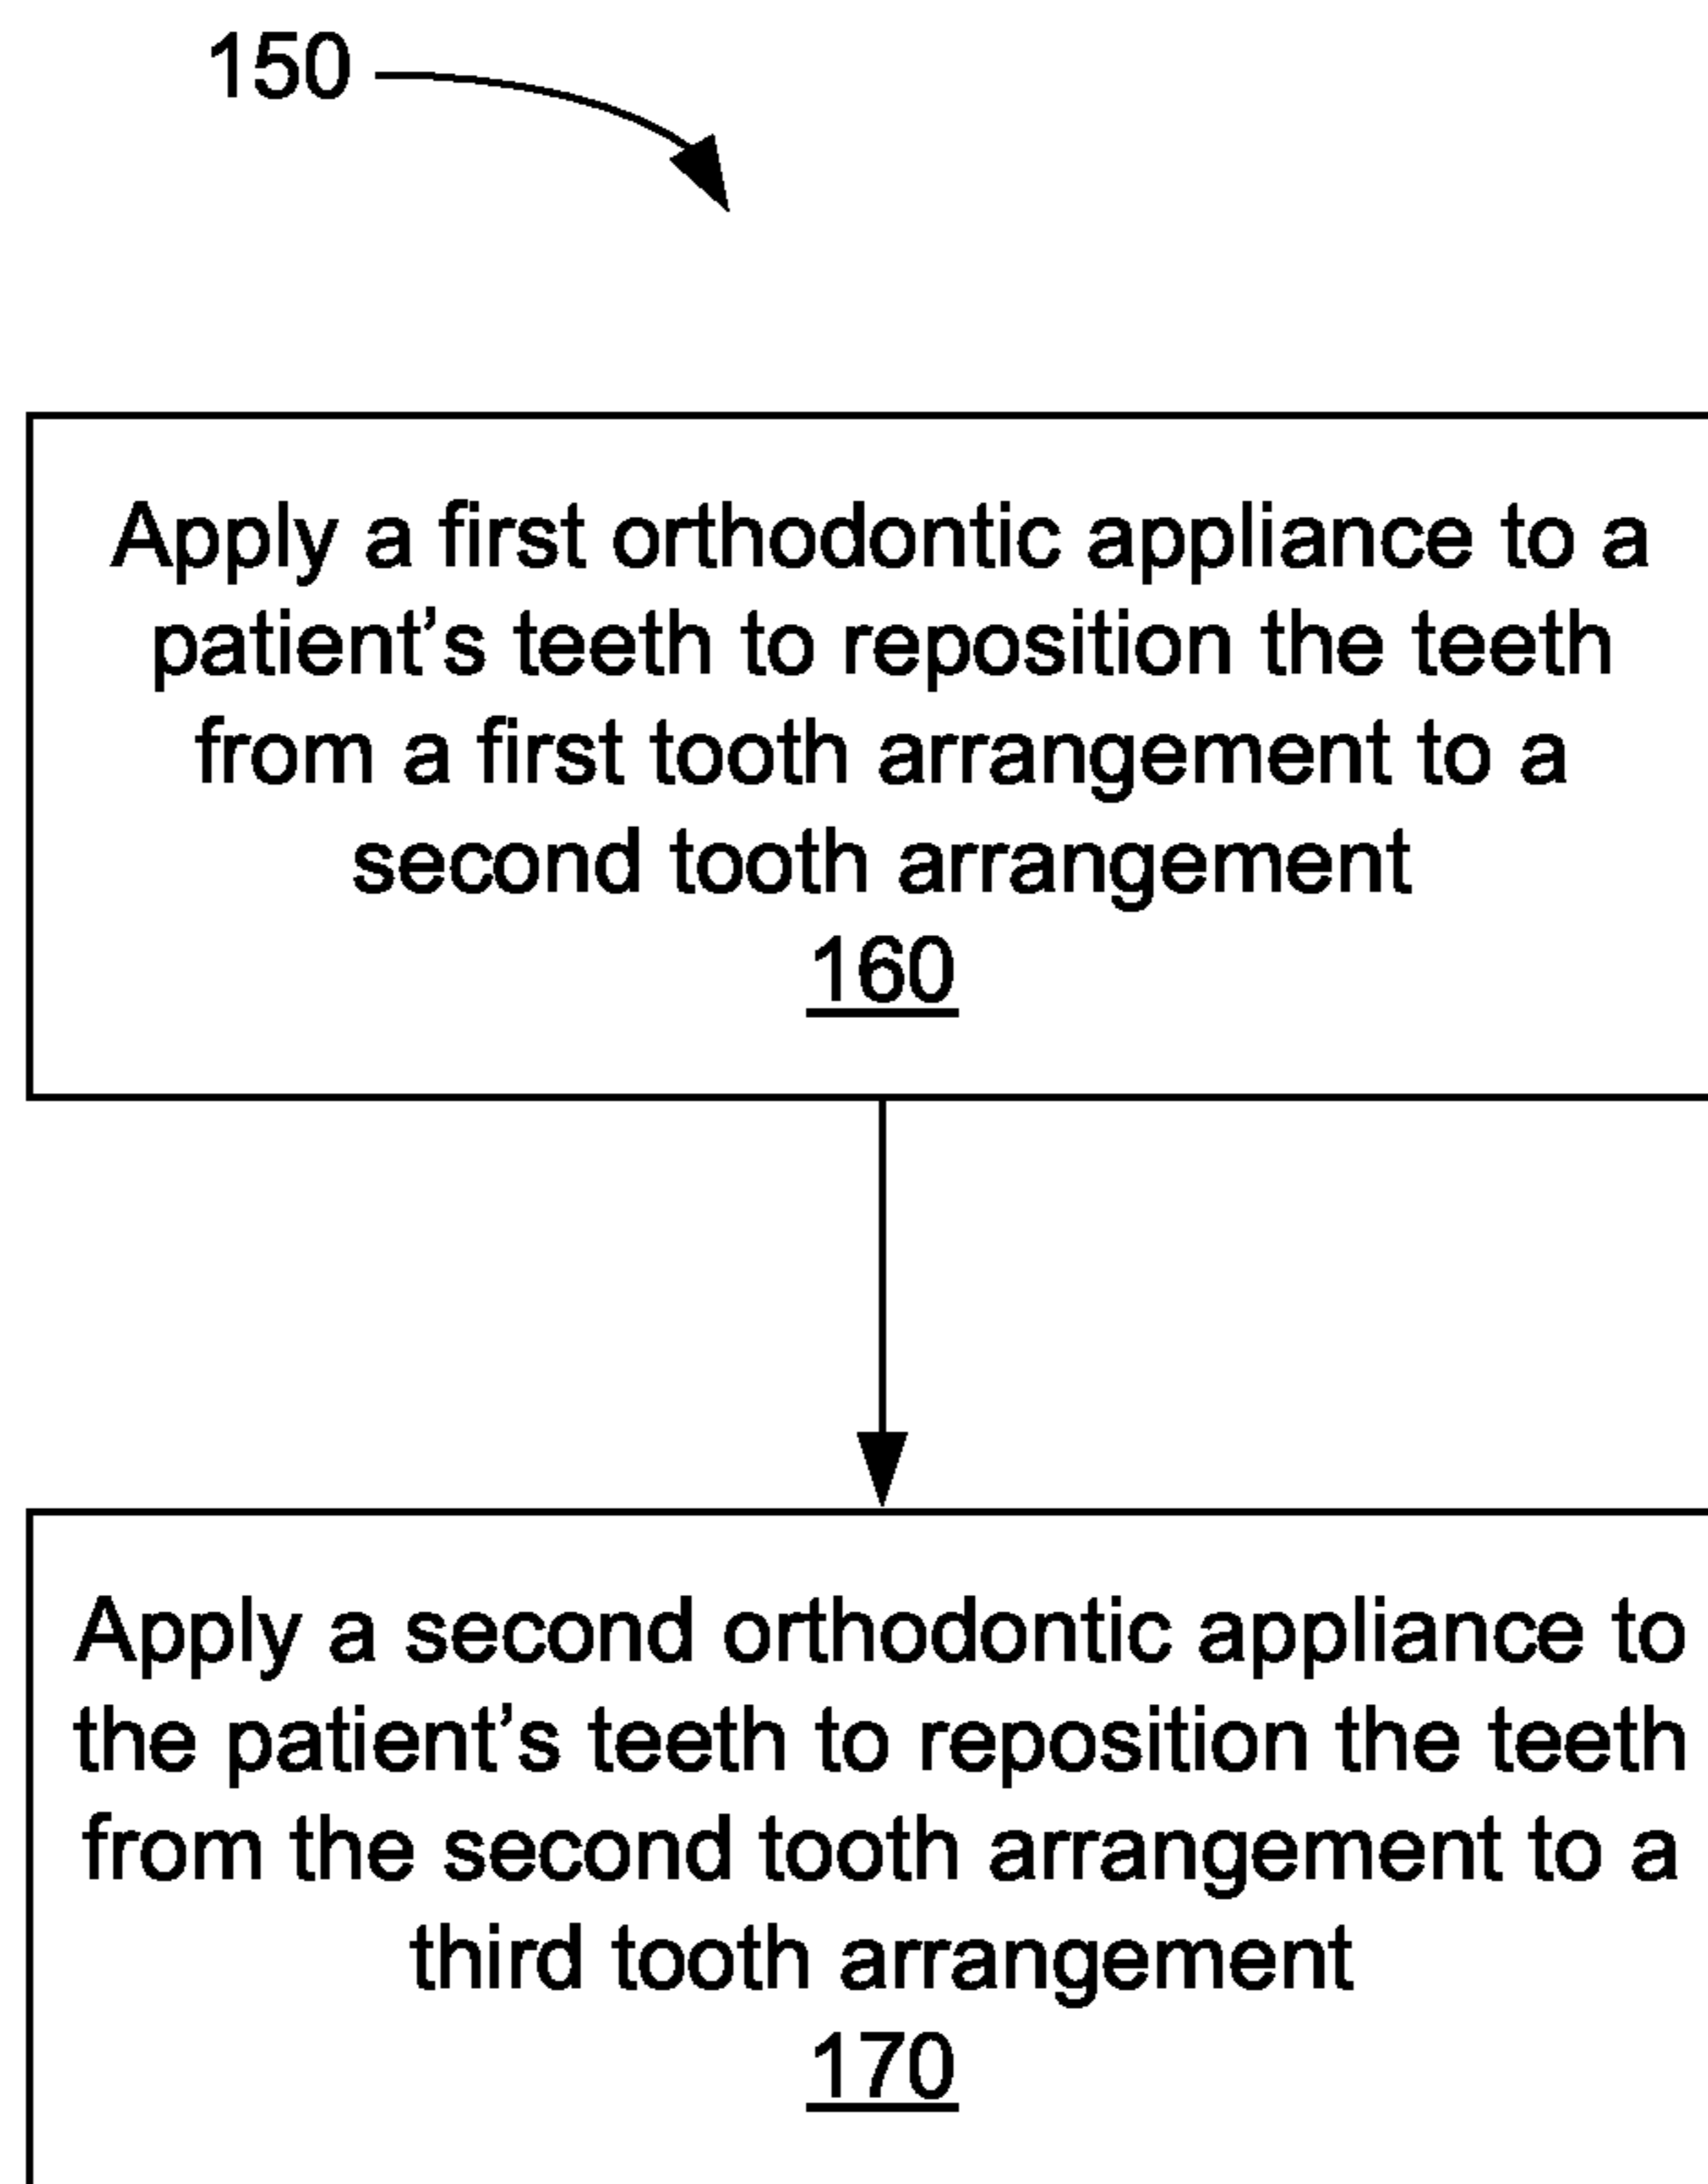 150
Apply a first orthodontic appliance to a
patient’s teeth to reposition the teeth
from a first tooth arrangement to a
second tooth arrangement
160
Apply a second orthodontic appliance to
the patient’s teeth to reposition the teeth
from the second tooth arrangement to a
third tooth arrangement
170